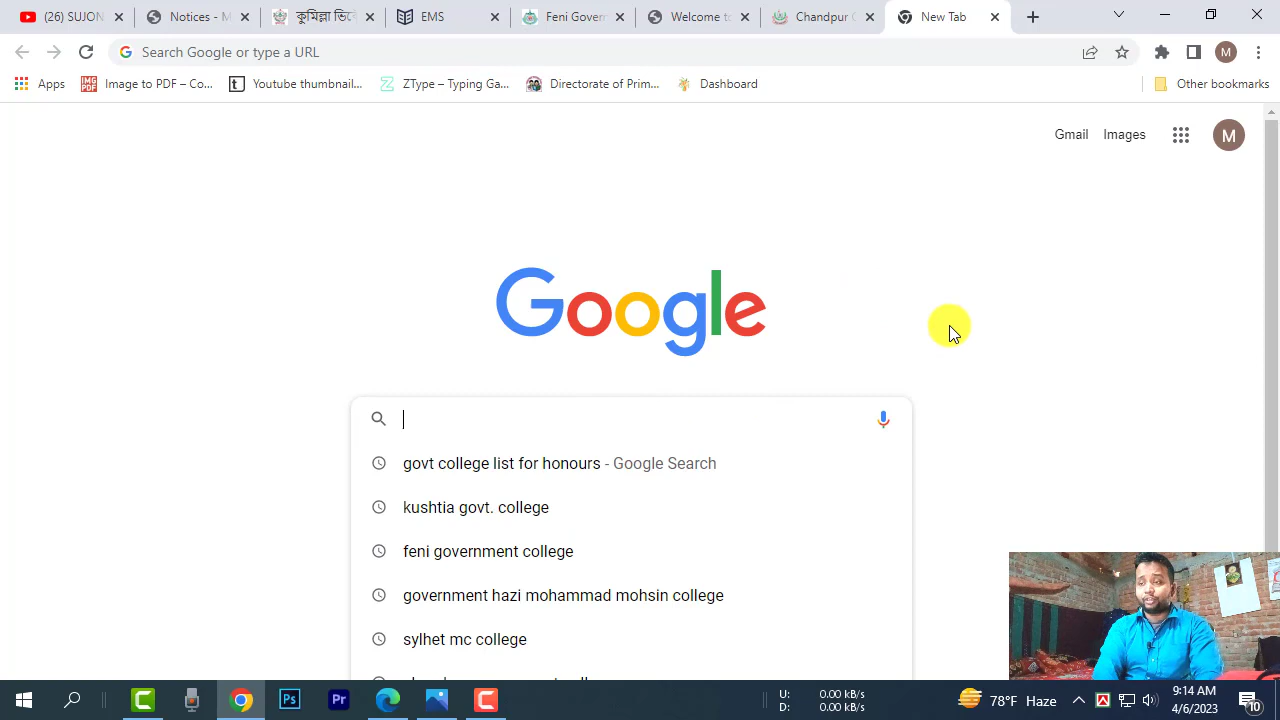 (26) SUJON
Notices - M
কুমিল্লা ভিক্টো
EMS
Feni Gover
Welcome to
Chandpur G
New Tab
Search Google or type a URL
M
Apps
Image to PDF – Co...
Youtube thumbnail...
ZType – Typing Ga...
Directorate of Prim...
Dashboard
Other bookmarks
Gmail
Images
M
Google
govt college list for honours - Google Search
kushtia govt. college
feni government college
government hazi mohammad mohsin college
sylhet mc college
U: 0.00 kB/s
D: 0.00 kB/s
78°F Haze
9:14 AM
4/6/2023
10